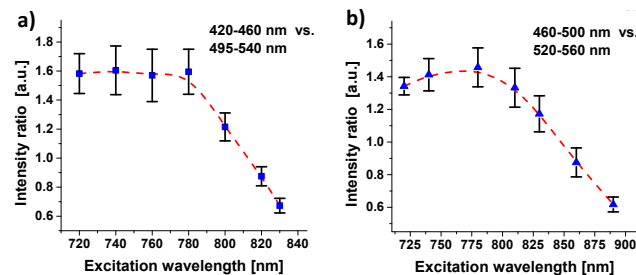 a)
420-460 nm vs.
495-540 nm
Intensity ratio [a.u.]
1.8
1.6
1.4
1.2
1.0
0.8
0.6
720 740 760 780 800 820 840
Excitation wavelength [nm]
b)
460-500 nm vs.
520-560 nm
Intensity ratio [a.u.]
1.8
1.6
1.4
1.2
1.0
0.8
0.6
725 750 775 800 825 850 875 900
Excitation wavelength [nm]